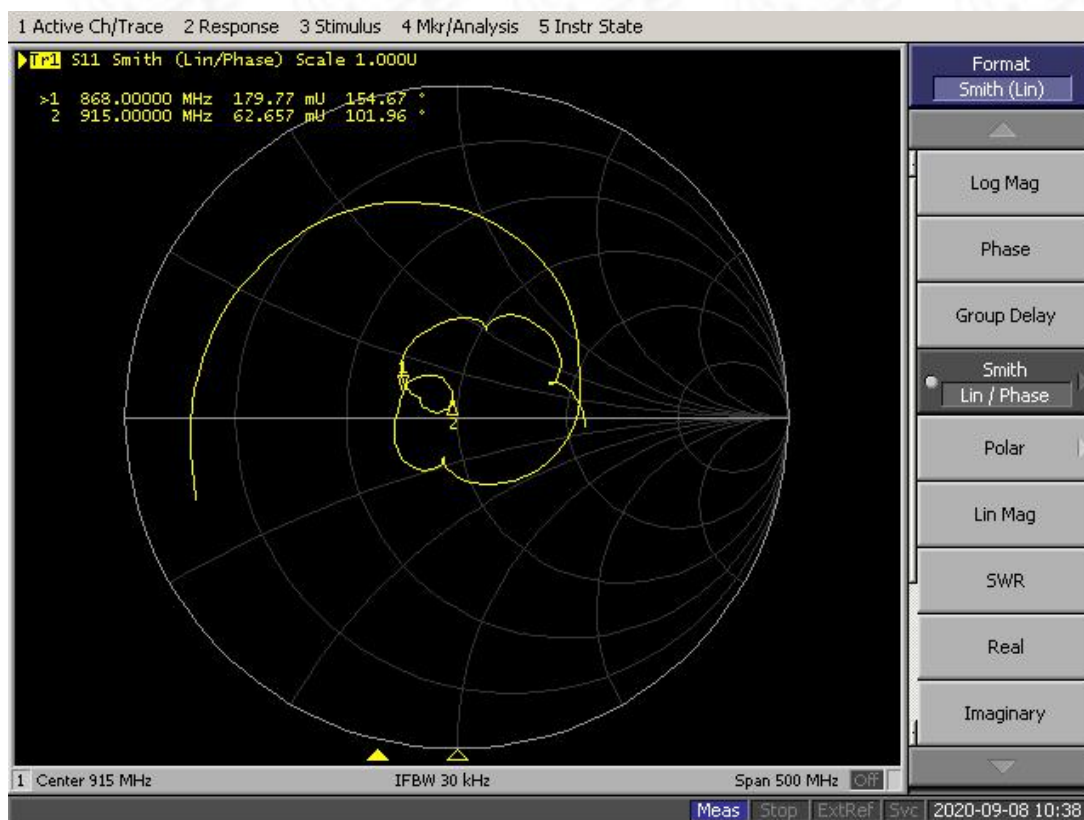 1 Active Ch/Trace 2 Response 3 Stimulus 4 Mkr/Analysis 5 Instr State
Tr1 S11 Smith (Lin/Phase) Scale 1.000U
>1 868.00000 MHz 179.77 mU 154.67 °
2 915.00000 MHz 62.657 mU 101.96 °
1
2
1 Center 915 MHz IFBW 30 kHz Span 500 MHz Off
Format
Smith (Lin)
Log Mag
Phase
Group Delay
Smith
Lin / Phase
Polar
Lin Mag
SWR
Real
Imaginary
Meas Stop ExtRef Svc 2020-09-08 10:38